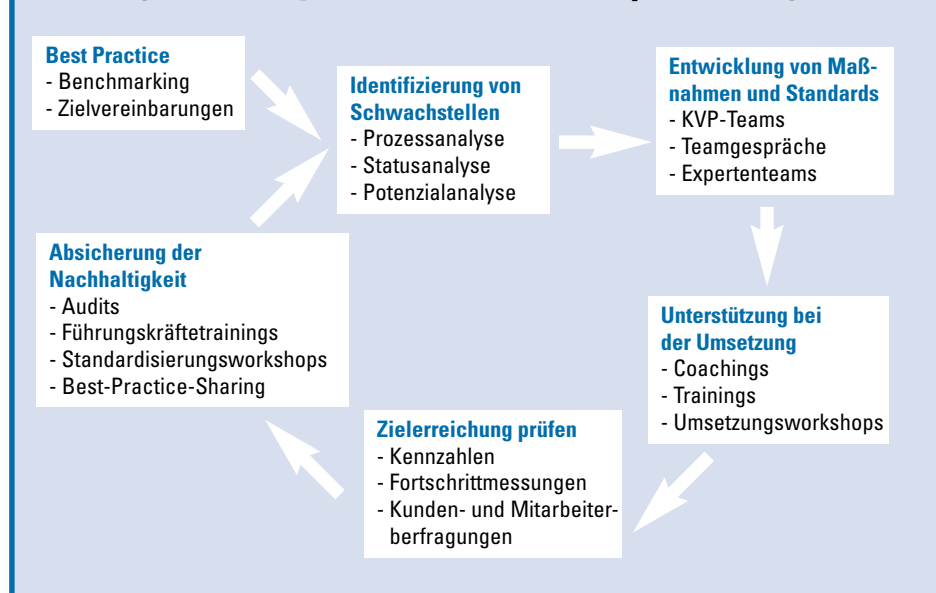 Best Practice
- Benchmarking
- Zielvereinbarungen
Identifizierung von
Schwachstellen
- Prozessanalyse
- Statusanalyse
- Potenzialanalyse
Entwicklung von Maß-
nahmen und Standards
- KVP-Teams
- Teamgespräche
- Expertenteams
Unterstützung bei
der Umsetzung
- Coachings
- Trainings
- Umsetzungsworkshops
Zielerreichung prüfen
- Kennzahlen
- Fortschrittmessungen
- Kunden- und Mitarbeiter-
berfragungen
Absicherung der
Nachhaltigkeit
- Audits
- Führungskräftetrainings
- Standardisierungsworkshops
- Best-Practice-Sharing